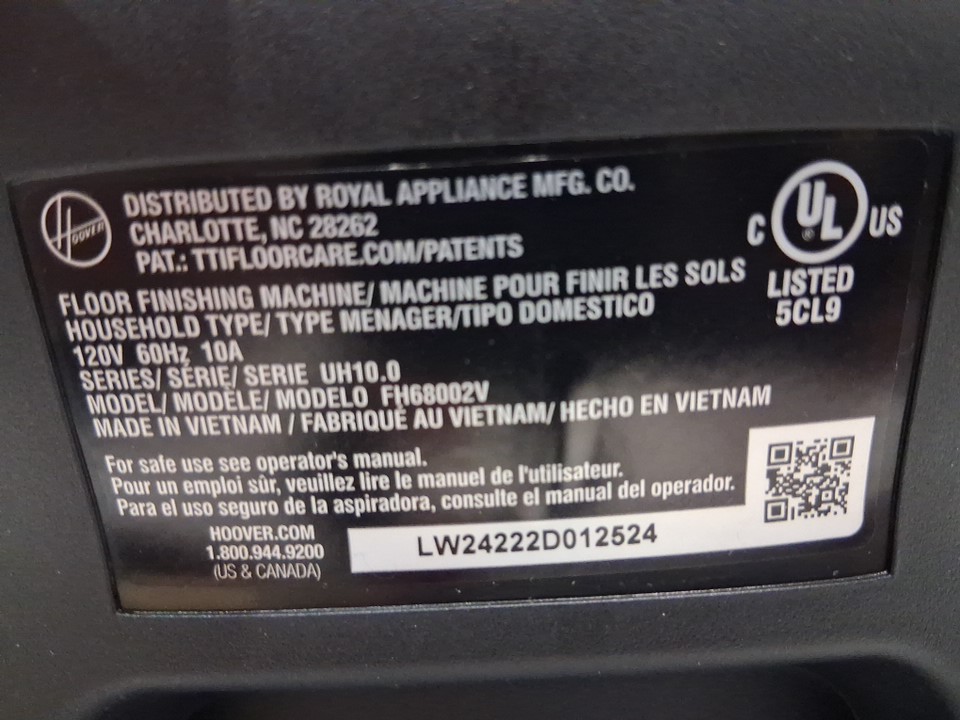 HOOVER
DISTRIBUTED BY ROYAL APPLIANCE MFG. CO.
CHARLOTTE, NC 28262
PAT.: TTIFLOORCARE.COM/PATENTS
C UL ® US
LISTED
5CL9
FLOOR FINISHING MACHINE/ MACHINE POUR FINIR LES SOLS
HOUSEHOLD TYPE/ TYPE MÉNAGER/TIPO DOMESTICO
120V 60Hz 10A
SERIES/ SÉRIE/ SERIE UH10.0
MODEL/ MODÈLE/ MODELO FH68002V
MADE IN VIETNAM / FABRIQUÉ AU VIETNAM/ HECHO EN VIETNAM
For safe use see operator's manual.
Pour un emploi sûr, veuillez lire le manuel de l'utilisateur.
Para el uso seguro de la aspiradora, consulte el manual del operador.
HOOVER.COM
1.800.944.9200
(US & CANADA)
LW24222D012524